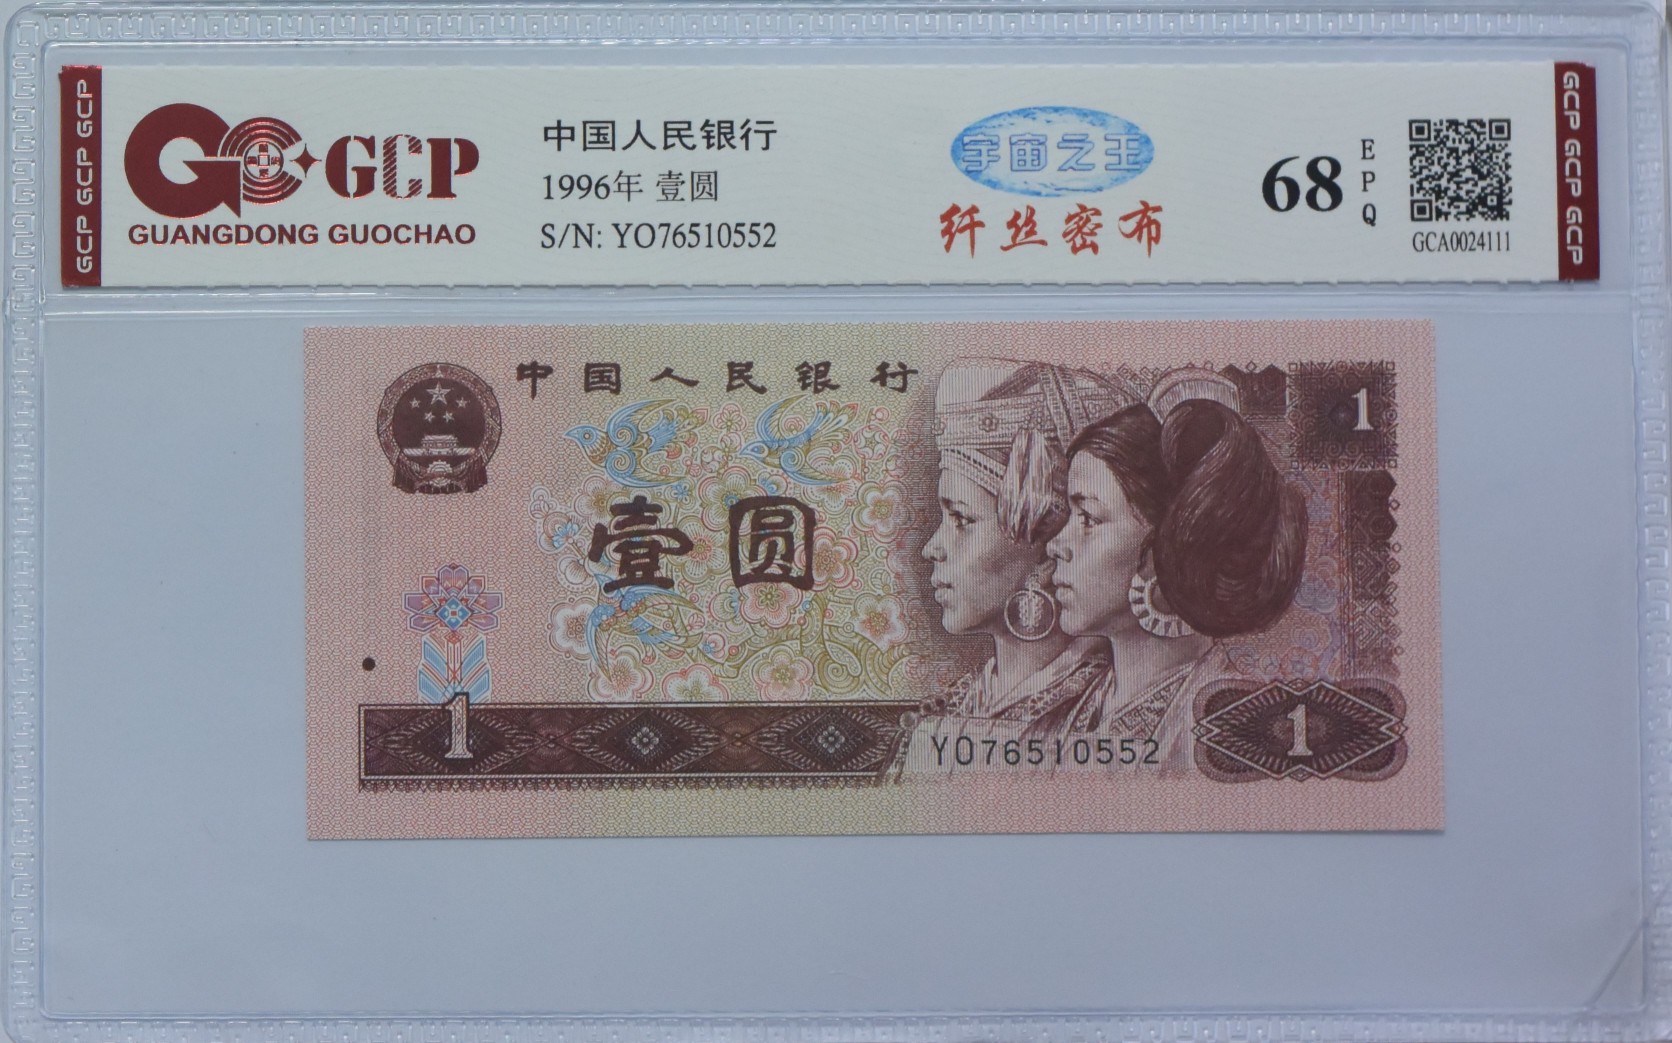 GCP GCP GCP
GCP
GUANGDONG GUOCHAO
中国人民银行
1996年 壹圆
S/N: YO76510552
宇宙之王
纤丝密布
68
EPQ
GCA0024111
GCP GCP GCP
中国人民银行
1
壹圆
1
YO76510552
1